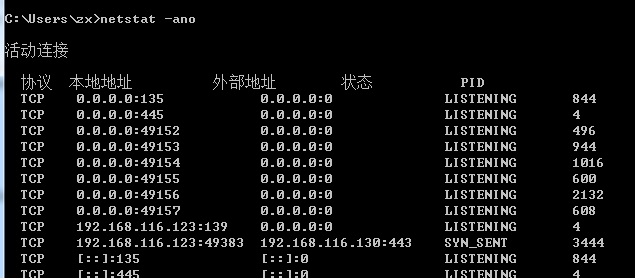 C:\Users\zx>netstat -ano
活动连接
协议 本地地址 外部地址 状态 PID
TCP 0.0.0.0:135 0.0.0.0:0 LISTENING 844
TCP 0.0.0.0:445 0.0.0.0:0 LISTENING 4
TCP 0.0.0.0:49152 0.0.0.0:0 LISTENING 496
TCP 0.0.0.0:49153 0.0.0.0:0 LISTENING 944
TCP 0.0.0.0:49154 0.0.0.0:0 LISTENING 1016
TCP 0.0.0.0:49155 0.0.0.0:0 LISTENING 600
TCP 0.0.0.0:49156 0.0.0.0:0 LISTENING 2132
TCP 0.0.0.0:49157 0.0.0.0:0 LISTENING 608
TCP 192.168.116.123:139 0.0.0.0:0 LISTENING 4
TCP 192.168.116.123:49383 192.168.116.130:443 SYN_SENT 3444
TCP [::]:135 [::]:0 LISTENING 844
TCP [::]:445 [::]:0 LISTENING 4